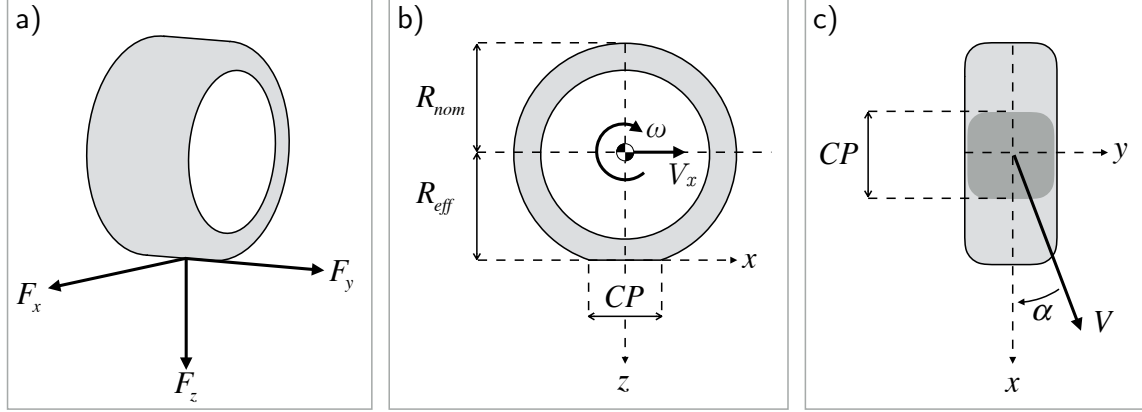 a)
F_x
F_y
F_z
b)
R_nom
R_eff
ω
V_x
x
CP
z
c)
CP
y
α
V
x